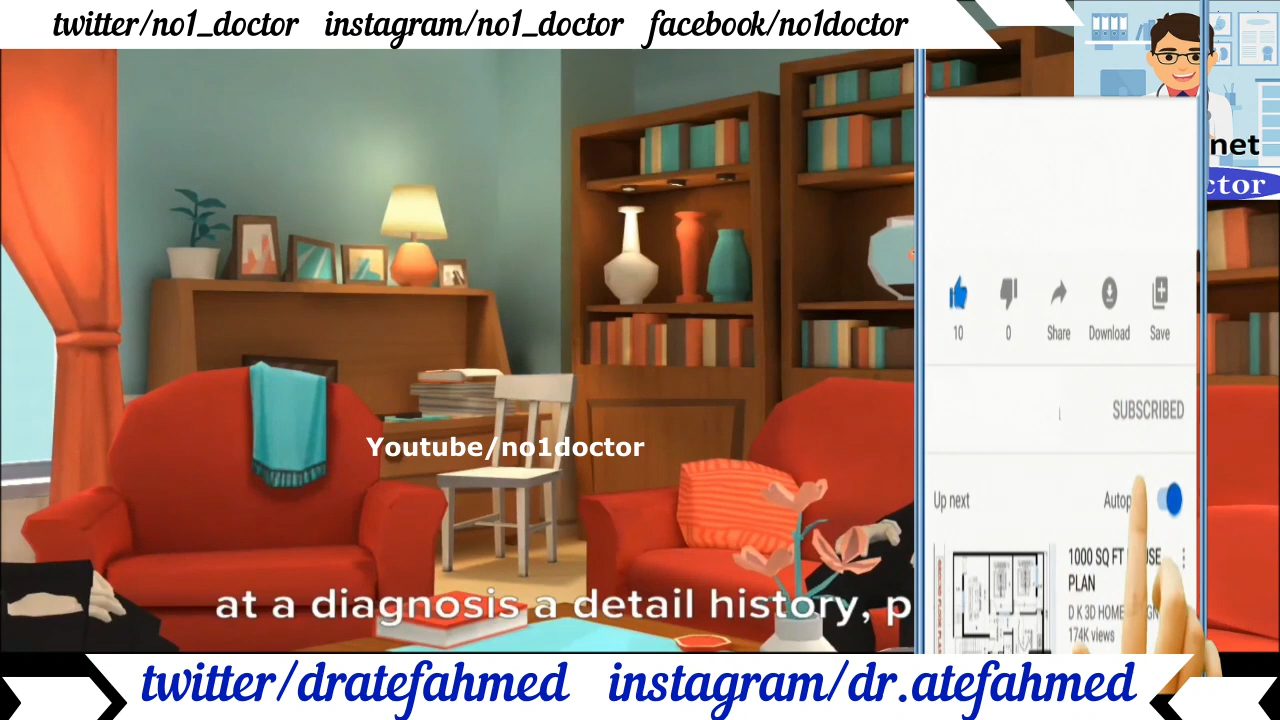 twitter/no1_doctor instagram/no1_doctor facebook/no1doctor
net
ctor
10 0 Share Download Save
SUBSCRIBED
Youtube/no1doctor
Up next
1000 SQ FT
PLAN
D K 3D HOME
174K views
at a diagnosis a detail history, p
twitter/dratefahmed instagram/dr.atefahmed